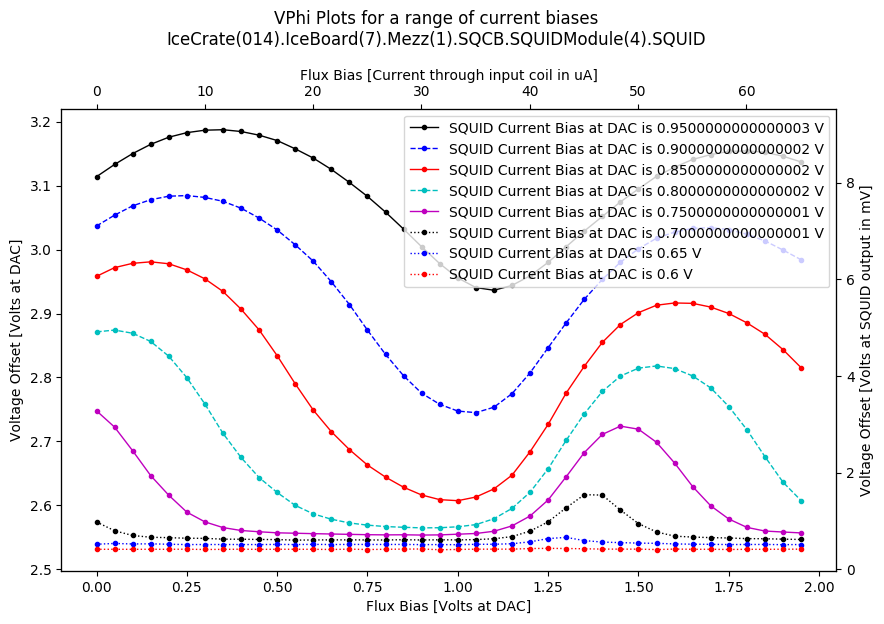 VPhi Plots for a range of current biases
IceCrate(014).IceBoard(7).Mezz(1).SQCB.SQUIDModule(4).SQUID
Flux Bias [Current through input coil in uA]
0 10 20 30 40 50 60
SQUID Current Bias at DAC is 0.9500000000000003 V
SQUID Current Bias at DAC is 0.9000000000000002 V
SQUID Current Bias at DAC is 0.8500000000000002 V
SQUID Current Bias at DAC is 0.8000000000000002 V
SQUID Current Bias at DAC is 0.7500000000000001 V
SQUID Current Bias at DAC is 0.7000000000000001 V
SQUID Current Bias at DAC is 0.65 V
SQUID Current Bias at DAC is 0.6 V
Voltage Offset [Volts at DAC]
3.2
3.1
3.0
2.9
2.8
2.7
2.6
2.5
8
6
4
2
0
Voltage Offset [Volts at SQUID output in mV]
0.00 0.25 0.50 0.75 1.00 1.25 1.50 1.75 2.00
Flux Bias [Volts at DAC]